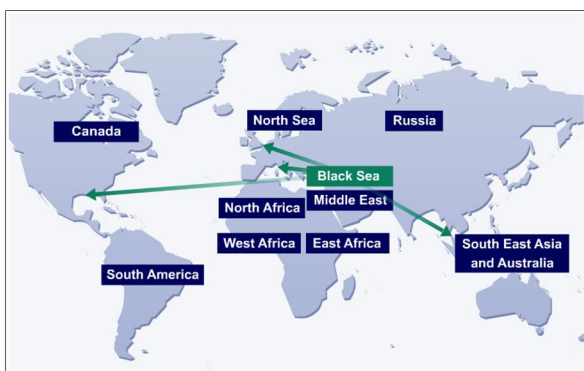 North Sea
Russia
Canada
Black Sea
Middle East
North Africa
West Africa
East Africa
South East Asia
and Australia
South America